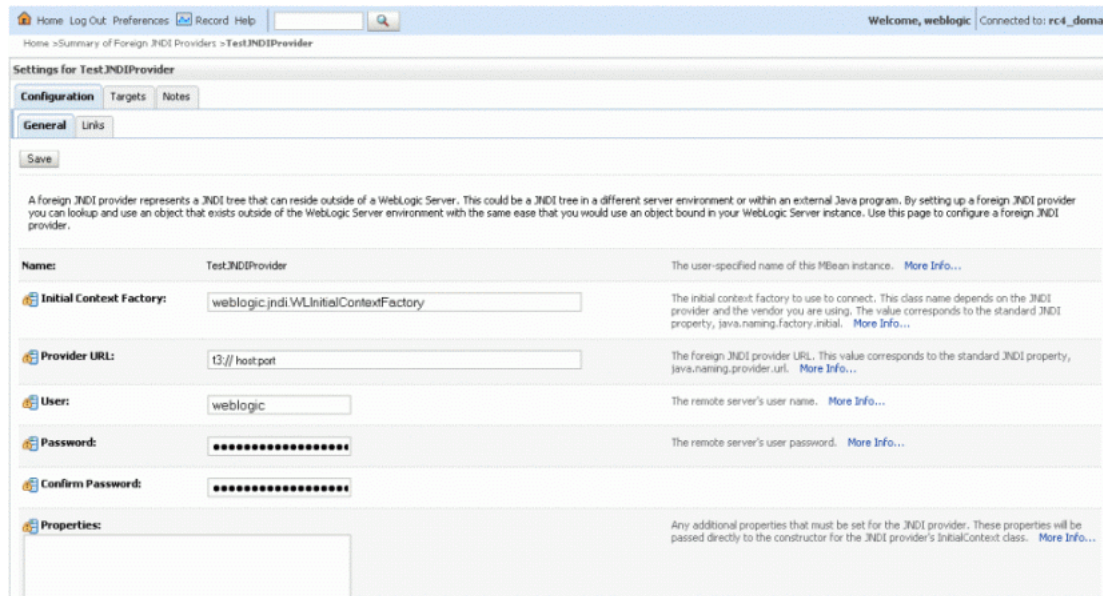 Home Log Out Preferences Record Help
Welcome, weblogic Connected to: rc4_doma
Home >Summary of Foreign JNDI Providers >TestJNDIProvider
Settings for TestJNDIProvider
Configuration Targets Notes
General Links
Save
A foreign JNDI provider represents a JNDI tree that can reside outside of a WebLogic Server. This could be a JNDI tree in a different server environment or within an external Java program. By setting up a foreign JNDI provider
you can lookup and use an object that exists outside of the WebLogic Server environment with the same ease that you would use an object bound in your WebLogic Server instance. Use this page to configure a foreign JNDI
provider.
Name: TestJNDIProvider The user-specified name of this MBean instance. More Info...
Initial Context Factory: weblogic.jndi.WLInitialContextFactory The initial context factory to use to connect. This class name depends on the JNDI
provider and the vendor you are using. The value corresponds to the standard JNDI
property, java.naming.factory.initial. More Info...
Provider URL: t3:// host:port The foreign JNDI provider URL. This value corresponds to the standard JNDI property,
java.naming.provider.url. More Info...
User: weblogic The remote server's user name. More Info...
Password: The remote server's user password. More Info...
Confirm Password:
Properties: Any additional properties that must be set for the JNDI provider. These properties will be
passed directly to the constructor for the JNDI provider's InitialContext class. More Info...